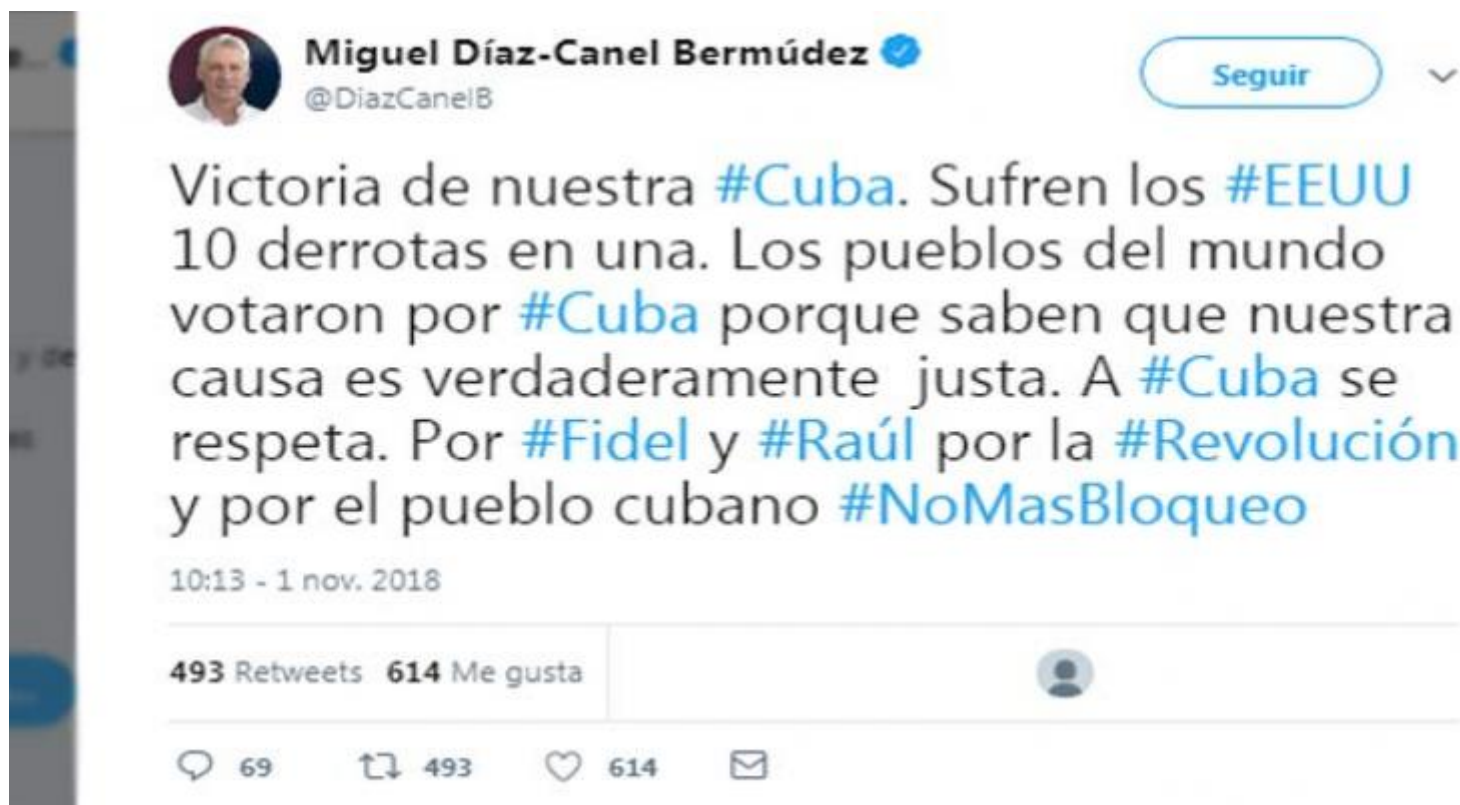 Miguel Díaz-Canel Bermúdez
@DiazCanelB
Seguir
Victoria de nuestra #Cuba. Sufren los #EEUU
10 derrotas en una. Los pueblos del mundo
votaron por #Cuba porque saben que nuestra
causa es verdaderamente justa. A #Cuba se
respeta. Por #Fidel y #Raúl por la #Revolución
y por el pueblo cubano #NoMasBloqueo
10:13 - 1 nov. 2018
493 Retweets 614 Me gusta
69 493 614